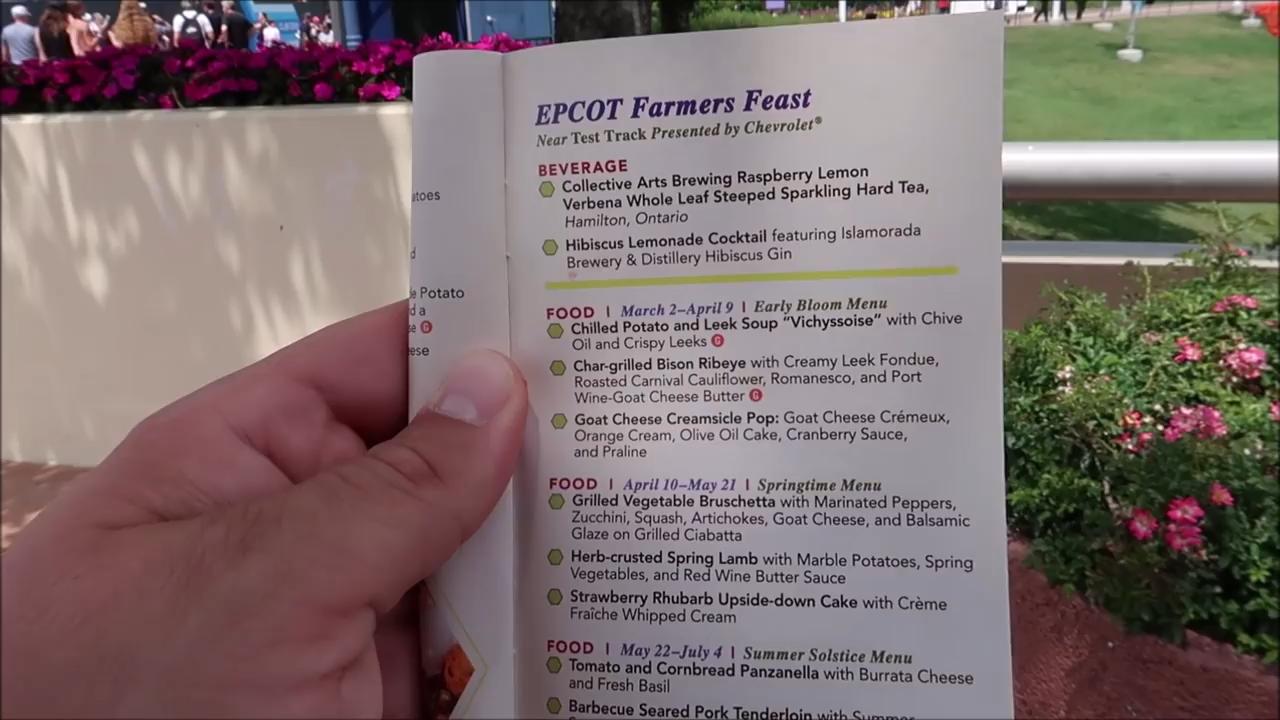 EPCOT Farmers Feast
Near Test Track Presented by Chevrolet®
BEVERAGE
Collective Arts Brewing Raspberry Lemon
Verbena Whole Leaf Steeped Sparkling Hard Tea,
Hamilton, Ontario
Hibiscus Lemonade Cocktail featuring Islamorada
Brewery & Distillery Hibiscus Gin
FOOD | March 2–April 9 | Early Bloom Menu
Chilled Potato and Leek Soup “Vichyssoise” with Chive
Oil and Crispy Leeks G
Char-grilled Bison Ribeye with Creamy Leek Fondue,
Roasted Carnival Cauliflower, Romanesco, and Port
Wine-Goat Cheese Butter G
Goat Cheese Creamsicle Pop: Goat Cheese Crémeux,
Orange Cream, Olive Oil Cake, Cranberry Sauce,
and Praline
FOOD | April 10–May 21 | Springtime Menu
Grilled Vegetable Bruschetta with Marinated Peppers,
Zucchini, Squash, Artichokes, Goat Cheese, and Balsamic
Glaze on Grilled Ciabatta
Herb-crusted Spring Lamb with Marble Potatoes, Spring
Vegetables, and Red Wine Butter Sauce
Strawberry Rhubarb Upside-down Cake with Crème
Fraîche Whipped Cream
FOOD | May 22–July 4 | Summer Solstice Menu
Tomato and Cornbread Panzanella with Burrata Cheese
and Fresh Basil
Barbecue Seared Pork Tenderloin with Summer
Potato
a
G